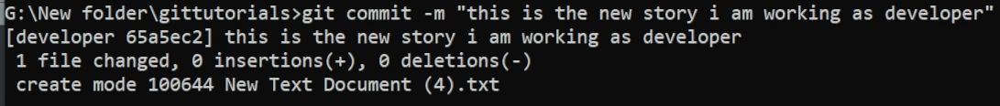 G:\New folder\gittutorials>git commit -m "this is the new story i am working as developer"
[developer 65a5ec2] this is the new story i am working as developer
 1 file changed, 0 insertions(+), 0 deletions(-)
 create mode 100644 New Text Document (4).txt